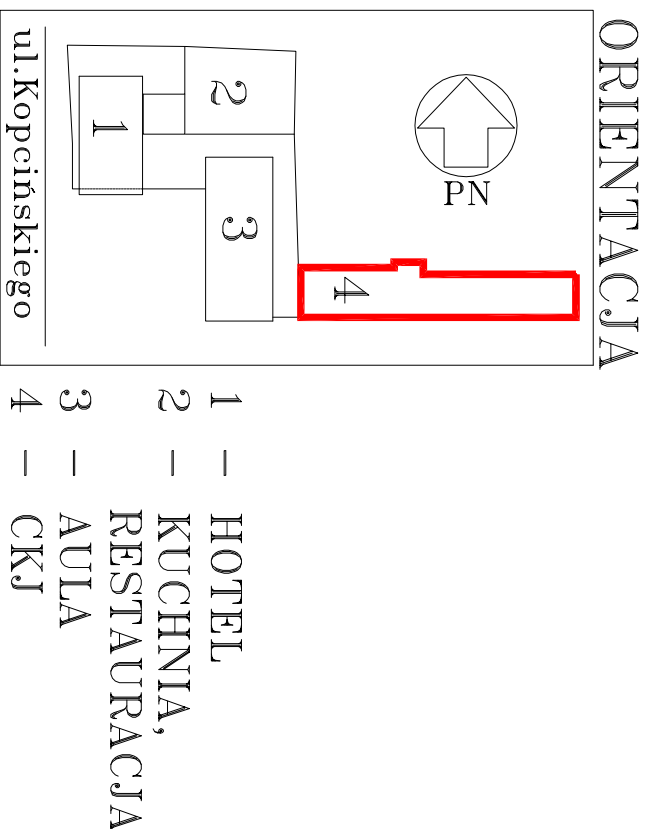 ORIENTACJA
PN
2
1
3
4
ul.Kopcińskiego
1 – HOTEL
2 – KUCHNIA,
RESTAURACJA
3 – AULA
4 – CKJ